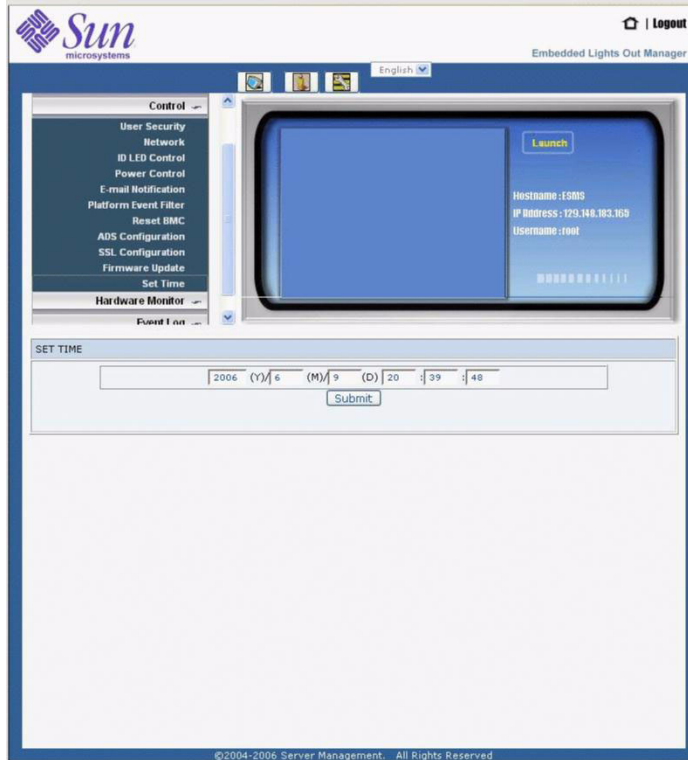 Sun
microsystems
| Logout
Embedded Lights Out Manager
English
Control
User Security
Network
ID LED Control
Power Control
E-mail Notification
Platform Event Filter
Reset BMC
ADS Configuration
SSL Configuration
Firmware Update
Set Time
Hardware Monitor
Event Log
Launch
Hostname : ESMS
IP Address : 129.148.183.165
Username : root
SET TIME
2006 (Y)/ 6 (M)/ 9 (D) 20 : 39 : 48
Submit
©2004-2006 Server Management. All Rights Reserved